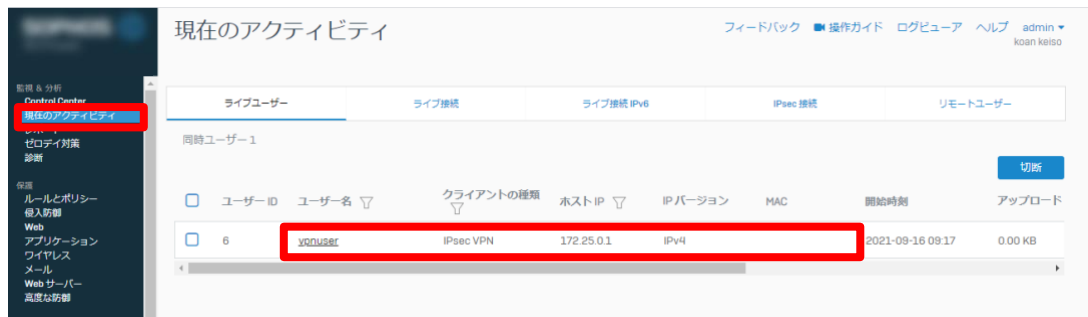 現在のアクティビティ
フィードバック 操作ガイド ログビューア ヘルプ admin
koan keiso
監視 & 分析
Control Center
現在のアクティビティ
レポート
ゼロデイ対策
診断
保護
ルールとポリシー
侵入防御
Web
アプリケーション
ワイヤレス
メール
Web サーバー
高度な防御
ライブユーザー ライブ接続 ライブ接続 IPv6 IPsec 接続 リモートユーザー
同時ユーザー 1
切断
ユーザー ID ユーザー名 クライアントの種類 ホスト IP IP バージョン MAC 開始時刻 アップロード
6 vpnuser IPsec VPN 172.25.0.1 IPv4 2021-09-16 09:17 0.00 KB